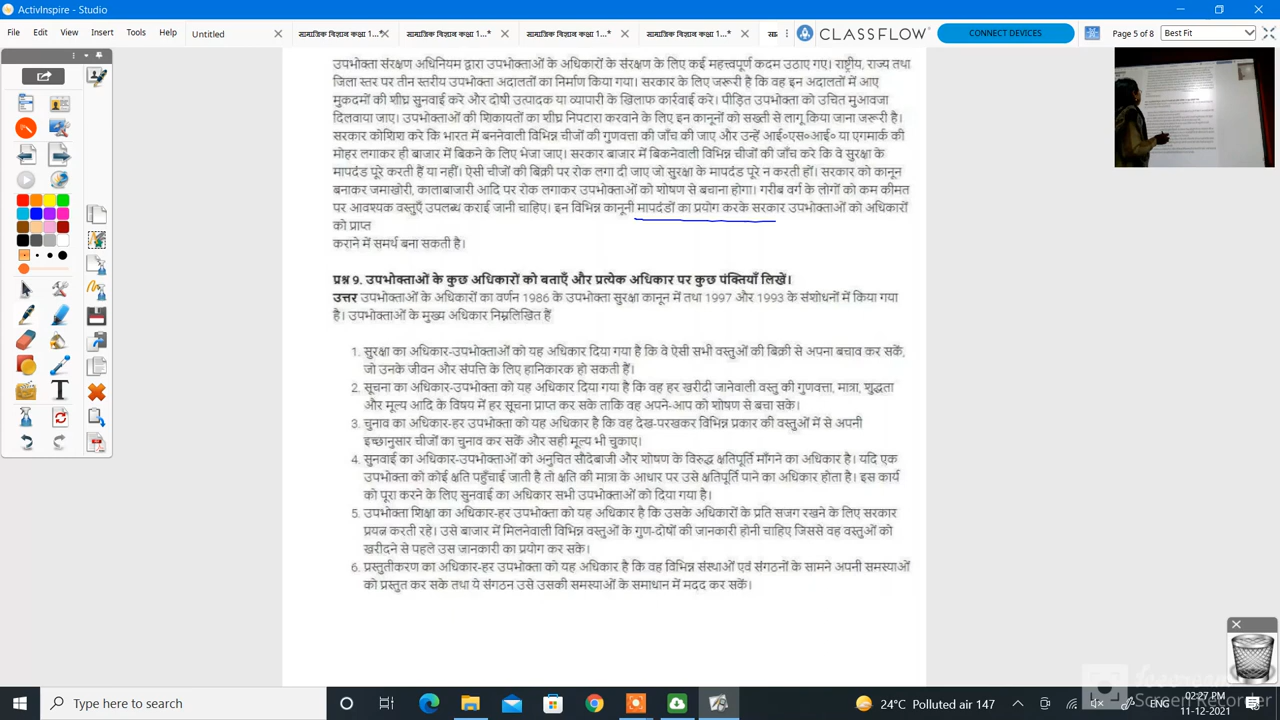 ActivInspire - Studio
File Edit View Insert Tools Help Untitled सामाजिक विज्ञान कक्षा 1...* सामाजिक विज्ञान कक्षा 1...* सामाजिक विज्ञान कक्षा 1...* सामाजिक विज्ञान कक्षा 1...* CLASSFLOW CONNECT DEVICES Page 5 of 8 Best Fit
उपभोक्ता संरक्षण अधिनियम द्वारा उपभोक्ताओं के संरक्षण के लिए कई महत्त्वपूर्ण कदम उठाए गए। राष्ट्रीय, राज्य तथा
जिला स्तर पर तीन स्तरीय उपभोक्ता अदालतों का निर्माण किया गया। सरकार के लिए जरूरी है कि वह इन अदालतों में आए
मुकदमों की शीघ्र सुनवाई करे और दोषी उत्पादक या व्यापारी के खिलाफ कार्रवाई करे। पीड़ित उपभोक्ता को उचित मुआवजा
दिलवाया जाए। उपभोक्ताओं की शिकायतों का शीघ्र निपटारा करवाने के लिए इन कानूनों को सख्ती से लागू किया जाना जरूरी है।
सरकार कोशिश करे कि भारत में बनने वाली विभिन्न चीजों की गुणवत्ता की जाँच की जाए और इन्हें आई०एस०आई० या एगमार्क की
मोहर लगाकर ही बाजार में बिकने के लिए भेजा जाए। सरकार बाजार में बिकनेवाली विभिन्न चीजों की जाँच करे कि वे सुरक्षा के
मापदंड पूरे करती हैं या नहीं। ऐसी चीजों की बिक्री पर रोक लगा दी जाए जो सुरक्षा के मापदंड पूरे न करती हों। सरकार को कानून
बनाकर जमाखोरी, कालाबाजारी आदि पर रोक लगाकर उपभोक्ताओं को शोषण से बचाना होगा। गरीब वर्ग के लोगों को कम कीमत
पर आवश्यक वस्तुएँ उपलब्ध कराई जानी चाहिए। इन विभिन्न कानूनी मापदंडों का प्रयोग करके सरकार उपभोक्ताओं को अधिकारों
को प्राप्त
कराने में समर्थ बना सकती है।
प्रश्न 9. उपभोक्ताओं के कुछ अधिकारों को बताएँ और प्रत्येक अधिकार पर कुछ पंक्तियाँ लिखें।
उत्तर उपभोक्ताओं के अधिकारों का वर्णन 1986 के उपभोक्ता सुरक्षा कानून में तथा 1997 और 1993 के संशोधनों में किया गया
है। उपभोक्ताओं के मुख्य अधिकार निम्नलिखित हैं
1. सुरक्षा का अधिकार-उपभोक्ताओं को यह अधिकार दिया गया है कि वे ऐसी सभी वस्तुओं की बिक्री से अपना बचाव कर सकें,
जो उनके जीवन और संपत्ति के लिए हानिकारक हो सकती हैं।
2. सूचना का अधिकार-उपभोक्ता को यह अधिकार दिया गया है कि वह हर खरीदी जानेवाली वस्तु की गुणवत्ता, मात्रा, शुद्धता
और मूल्य आदि के विषय में हर सूचना प्राप्त कर सके ताकि वह अपने-आप को शोषण से बचा सके।
3. चुनाव का अधिकार-हर उपभोक्ता को यह अधिकार है कि वह देख-परखकर विभिन्न प्रकार की वस्तुओं में से अपनी
इच्छानुसार चीजों का चुनाव कर सकें और सही मूल्य भी चुकाए।
4. सुनवाई का अधिकार-उपभोक्ताओं को अनुचित सौदेबाजी और शोषण के विरुद्ध क्षतिपूर्ति माँगने का अधिकार है। यदि एक
उपभोक्ता को कोई क्षति पहुँचाई जाती है तो क्षति की मात्रा के आधार पर उसे क्षतिपूर्ति पाने का अधिकार होता है। इस कार्य
को पूरा करने के लिए सुनवाई का अधिकार सभी उपभोक्ताओं को दिया गया है।
5. उपभोक्ता शिक्षा का अधिकार-हर उपभोक्ता को यह अधिकार है कि उसके अधिकारों के प्रति सजग रखने के लिए सरकार
प्रयत्न करती रहे। उसे बाजार में मिलनेवाली विभिन्न वस्तुओं के गुण-दोषों की जानकारी होनी चाहिए जिससे वह वस्तुओं को
खरीदने से पहले उस जानकारी का प्रयोग कर सके।
6. प्रस्तुतीकरण का अधिकार-हर उपभोक्ता को यह अधिकार है कि वह विभिन्न संस्थाओं एवं संगठनों के सामने अपनी समस्याओं
को प्रस्तुत कर सके तथा ये संगठन उसे उसकी समस्याओं के समाधान में मदद कर सकें।
Screen Recorder
Type here to search 24°C Polluted air 147 ENG 02:27 PM
11-12-2021